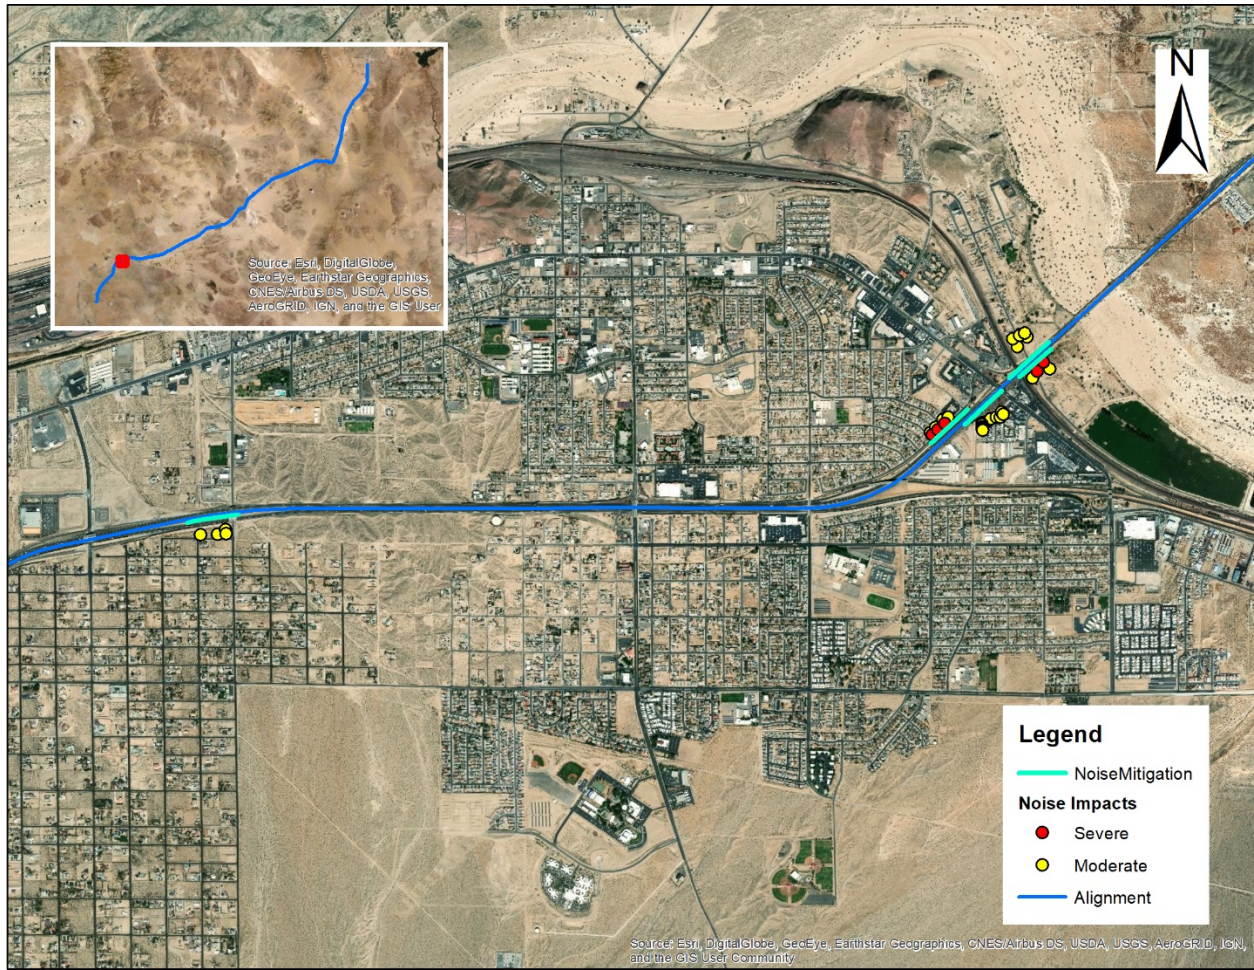 Source: Esri, DigitalGlobe,
GeoEye, Earthstar Geographics,
CNES/Airbus DS, USDA, USGS,
AeroGRID, IGN, and the GIS User
N
Legend
NoiseMitigation
Noise Impacts
Severe
Moderate
Alignment
Source: Esri, DigitalGlobe, GeoEye, Earthstar Geographics, CNES/Airbus DS, USDA, USGS, AeroGRID, IGN,
and the GIS User Community